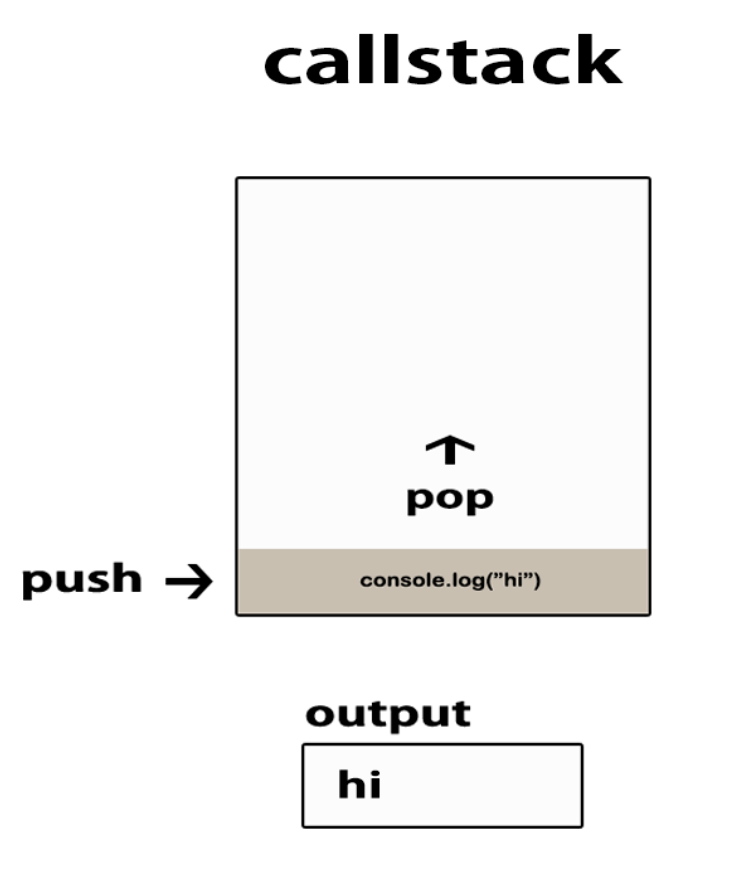 callstack
pop
push →
console.log(”hi”)
output
hi